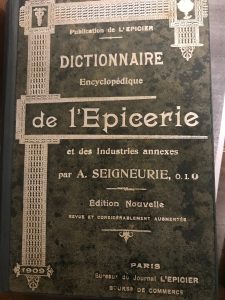 Publication de L'EPICIER
DICTIONNAIRE
Encyclopédique
de l'Epicerie
et des Industries annexes
par A. SEIGNEURIE, O. I.
Edition Nouvelle
REVUE ET CONSIDÉRABLEMENT AUGMENTÉE
1909
PARIS
Bureaux du Journal L'EPICIER
BOURSE DE COMMERCE